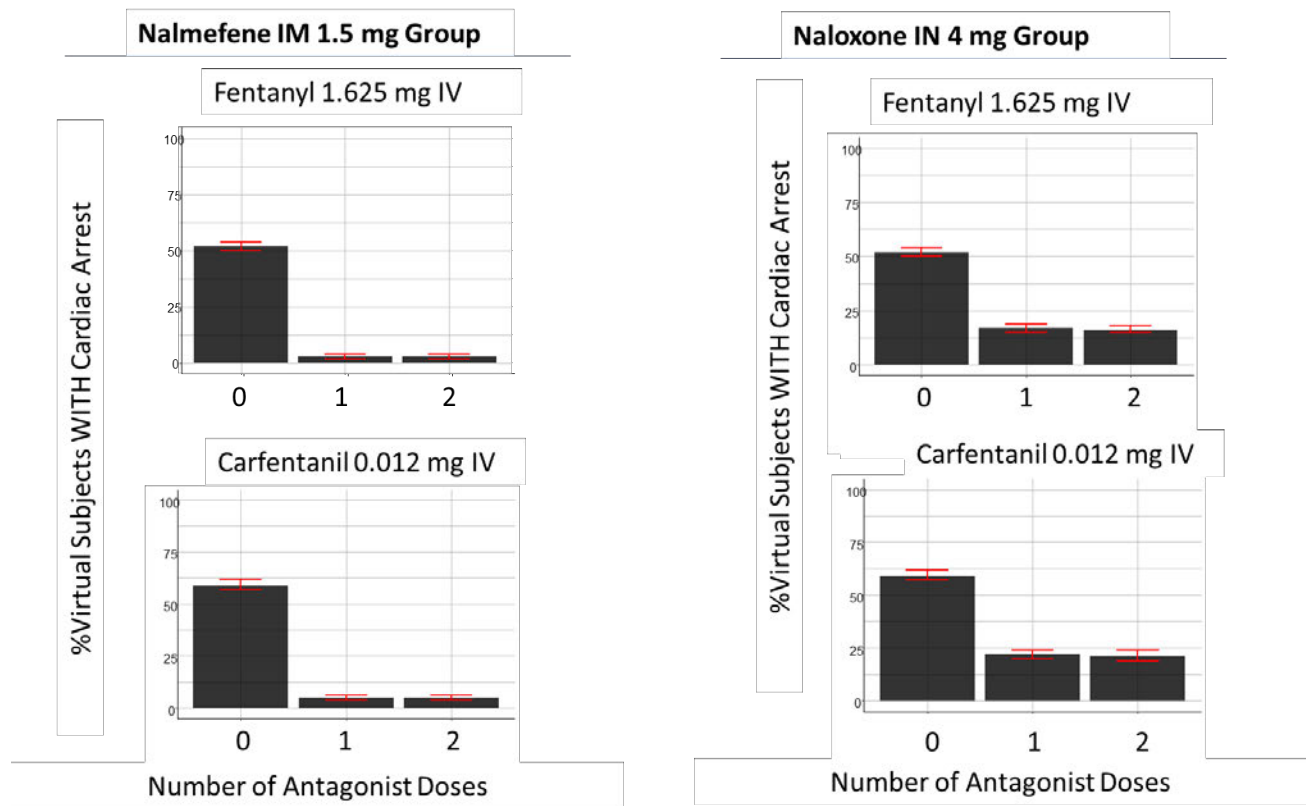 Nalmefene IM 1.5 mg Group
Fentanyl 1.625 mg IV
%Virtual Subjects WITH Cardiac Arrest
100
75
50
25
0
0 1 2
Carfentanil 0.012 mg IV
100
75
50
25
0
0 1 2
Number of Antagonist Doses
Naloxone IN 4 mg Group
Fentanyl 1.625 mg IV
%Virtual Subjects WITH Cardiac Arrest
100
75
50
25
0
0 1 2
Carfentanil 0.012 mg IV
100
75
50
25
0
0 1 2
Number of Antagonist Doses